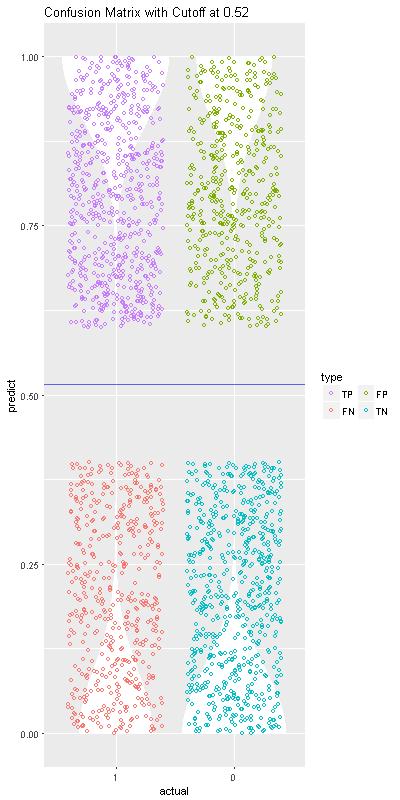 Confusion Matrix with Cutoff at 0.52
1.00
0.75
0.50
0.25
0.00
predict
1 0
actual
type
TP FP
FN TN